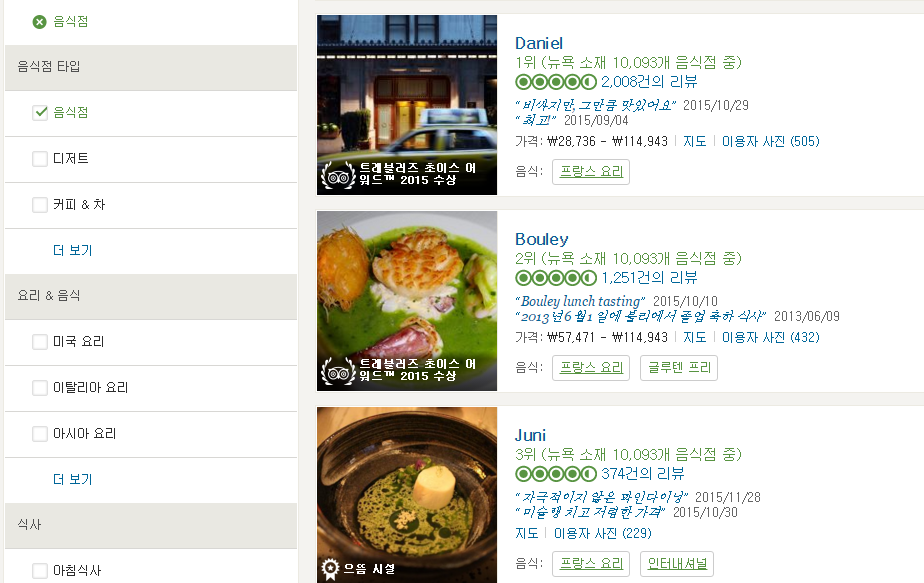 음식점
음식점 타입
음식점
디저트
커피 & 차
더 보기
요리 & 음식
미국 요리
이탈리아 요리
아시아 요리
더 보기
식사
아침식사
트래블러즈 초이스 어
워드™ 2015 수상
Daniel
1위 (뉴욕 소재 10,093개 음식점 중)
2,008건의 리뷰
“비싸지만, 그만큼 맛있어요” 2015/10/29
“최고!” 2015/09/04
가격: ₩28,736 - ₩114,943 지도 이용자 사진 (505)
음식: 프랑스 요리
트래블러즈 초이스 어
워드™ 2015 수상
Bouley
2위 (뉴욕 소재 10,093개 음식점 중)
1,251건의 리뷰
“Bouley lunch tasting” 2015/10/10
“2013년6월1일에 불리에서 졸업 축하 식사” 2013/06/09
가격: ₩57,471 - ₩114,943 지도 이용자 사진 (432)
음식: 프랑스 요리 글루텐 프리
으뜸 시설
Juni
3위 (뉴욕 소재 10,093개 음식점 중)
374건의 리뷰
“자극적이지 않은 파인다이닝” 2015/11/28
“미슐랭 치고 저렴한 가격” 2015/10/30
지도 이용자 사진 (229)
음식: 프랑스 요리 인터내셔널